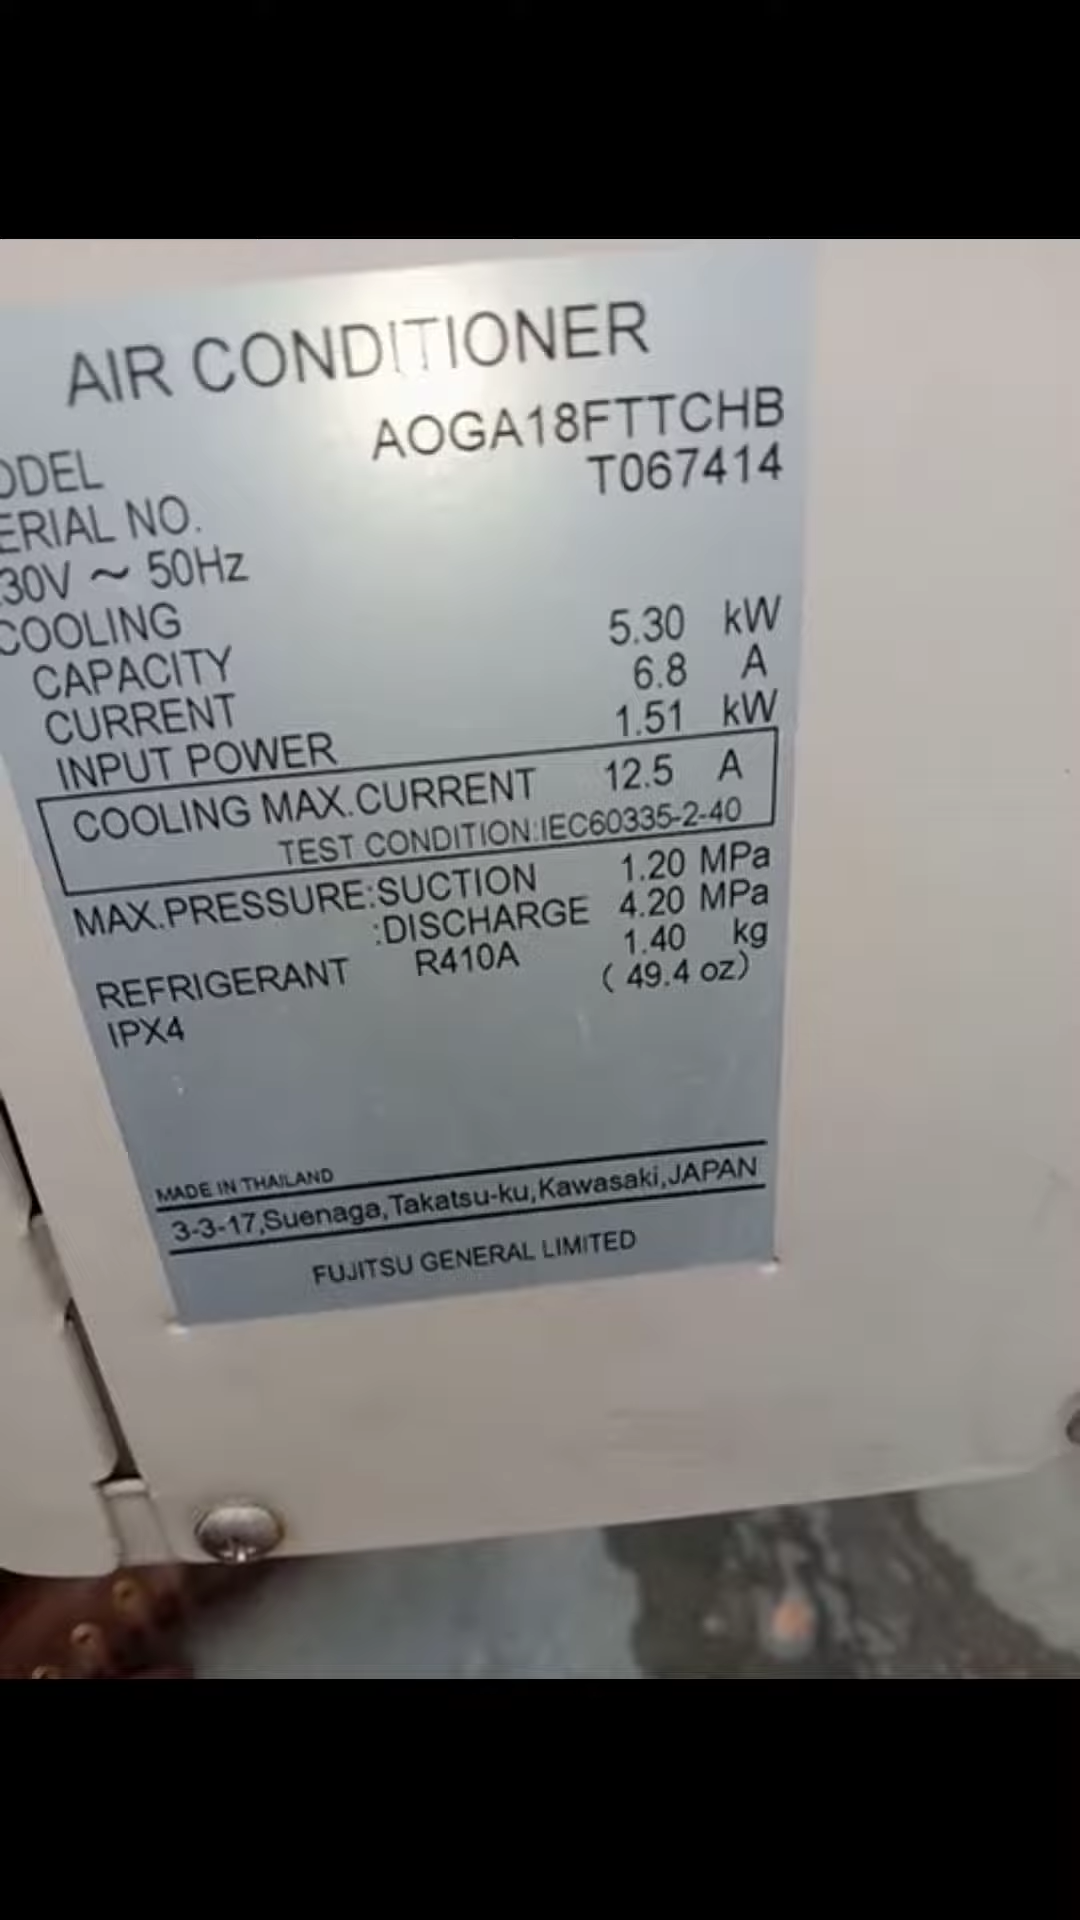 AIR CONDITIONER
ODEL AOGA18FTTCHB
ERIAL NO. T067414
30V ~ 50Hz
COOLING
CAPACITY 5.30 kW
CURRENT 6.8 A
INPUT POWER 1.51 kW
COOLING MAX.CURRENT 12.5 A
TEST CONDITION:IEC60335-2-40
MAX.PRESSURE:SUCTION 1.20 MPa
:DISCHARGE 4.20 MPa
REFRIGERANT R410A 1.40 kg
( 49.4 oz)
IPX4
MADE IN THAILAND
3-3-17,Suenaga,Takatsu-ku,Kawasaki,JAPAN
FUJITSU GENERAL LIMITED